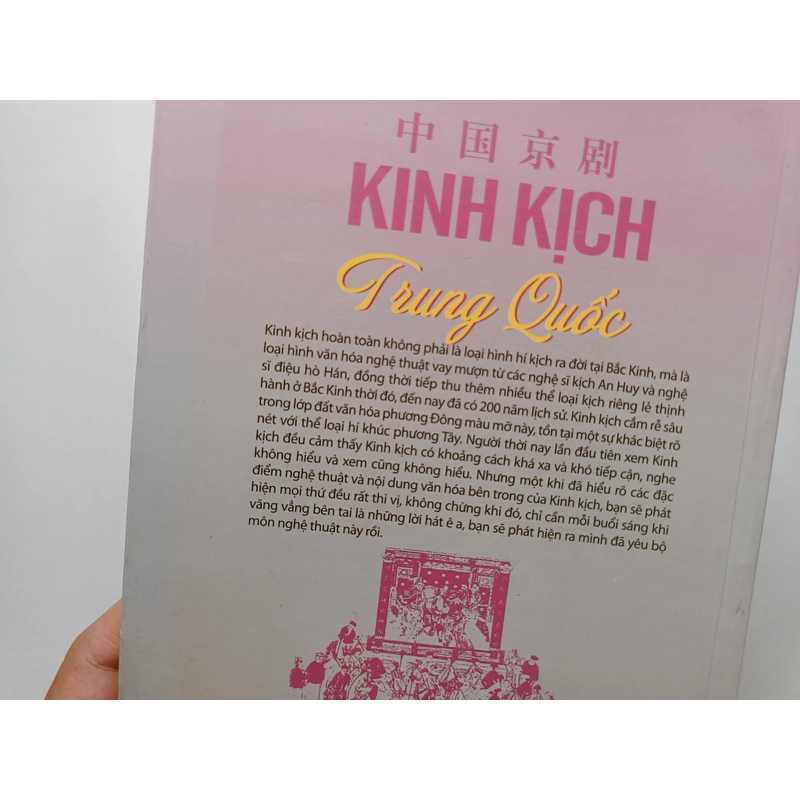 中国京剧
KINH KỊCH
Trung Quốc
Kinh kịch hoàn toàn không phải là loại hình hí kịch ra đời tại Bắc Kinh, mà là
loại hình văn hóa nghệ thuật vay mượn từ các nghệ sĩ kịch An Huy và nghệ
sĩ điệu hò Hán, đồng thời tiếp thu thêm nhiều thể loại kịch riêng lẻ thịnh
hành ở Bắc Kinh thời đó, đến nay đã có 200 năm lịch sử. Kinh kịch cắm rễ sâu
trong lớp đất văn hóa phương Đông màu mỡ này, tồn tại một sự khác biệt rõ
nét với thể loại hí khúc phương Tây. Người thời nay lần đầu tiên xem Kinh
kịch đều cảm thấy Kinh kịch có khoảng cách khá xa và khó tiếp cận, nghe
không hiểu và xem cũng không hiểu. Nhưng một khi đã hiểu rõ các đặc
điểm nghệ thuật và nội dung văn hóa bên trong của Kinh kịch, bạn sẽ phát
hiện mọi thứ đều rất thi vị, không chừng khi đó, chỉ cần mỗi buổi sáng khi
văng vẳng bên tai là những lời hát ê a, bạn sẽ phát hiện ra mình đã yêu bộ
môn nghệ thuật này rồi.